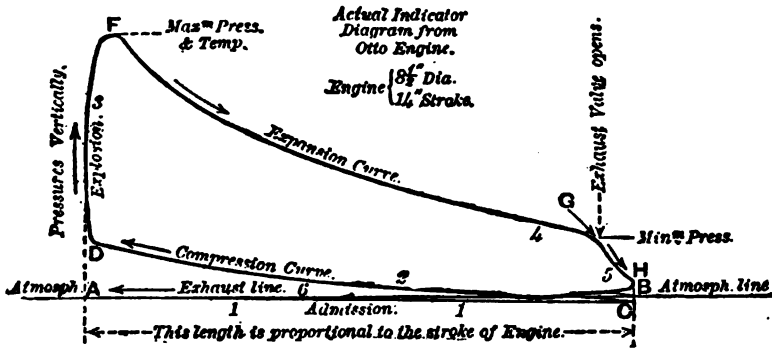 F
Maxᵐ Press.
& Temp.
Actual Indicator
Diagram from
Otto Engine.
Engine { 8½" Dia.
14" Stroke.
Exhaust Valve opens.
Pressures Vertically.
Explosion. 3
Expansion Curve.
G
4
Minᵐ Press.
D
Compression Curve.
2
5
H
Atmosph. A
Exhaust line. 6
B Atmosph. line
1
Admission.
1
C
This length is proportional to the stroke of Engine.